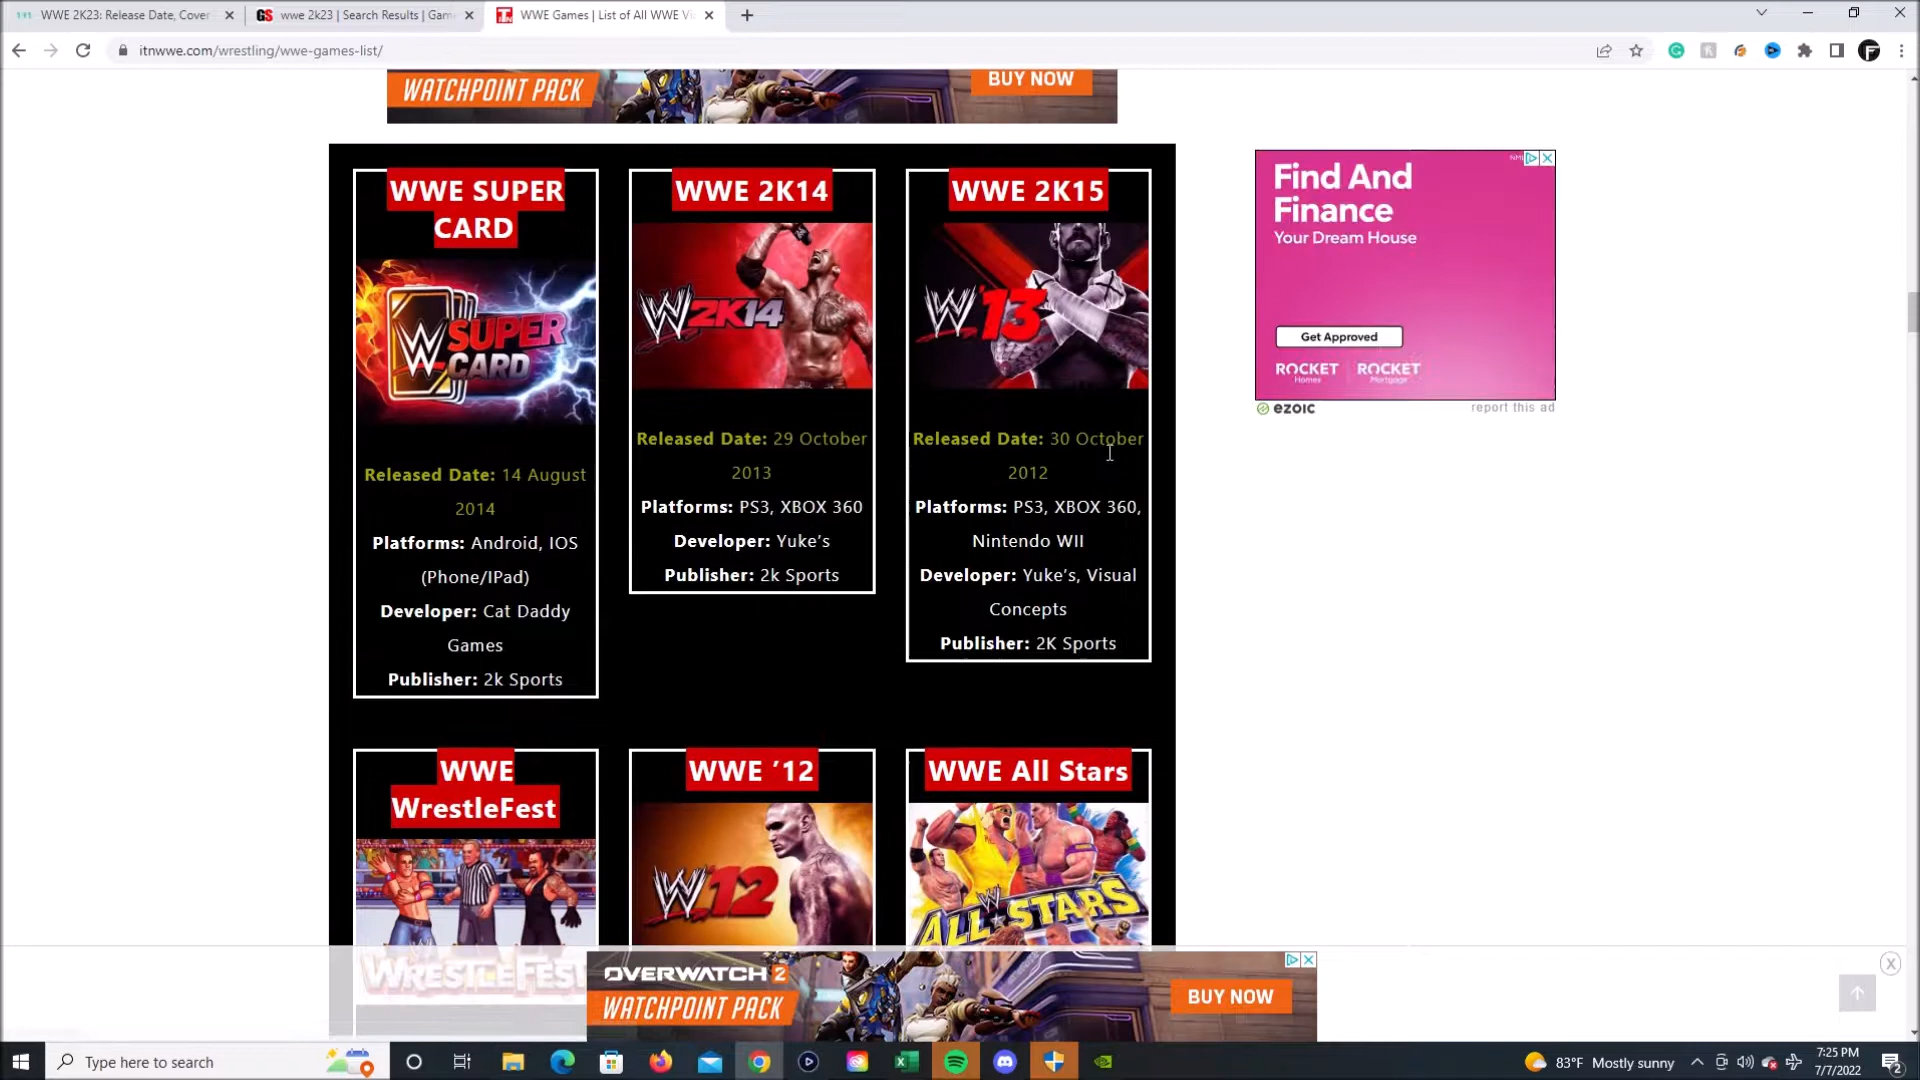 WWE 2K23: Release Date, Cover
wwe 2k23 | Search Results | Gam
WWE Games | List of All WWE Vi
itnwwe.com/wrestling/wwe-games-list/
WATCHPOINT PACK
BUY NOW
WWE SUPER
CARD
W SUPER
CARD
Released Date: 14 August
2014
Platforms: Android, IOS
(Phone/IPad)
Developer: Cat Daddy
Games
Publisher: 2k Sports
WWE 2K14
W 2K14
Released Date: 29 October
2013
Platforms: PS3, XBOX 360
Developer: Yuke’s
Publisher: 2k Sports
WWE 2K15
W '13
Released Date: 30 October
2012
Platforms: PS3, XBOX 360,
Nintendo WII
Developer: Yuke’s, Visual
Concepts
Publisher: 2K Sports
Find And
Finance
Your Dream House
Get Approved
ROCKET
Homes
ROCKET
Mortgage
ezoic
report this ad
WWE
WrestleFest
WRESTLEFEST
WWE ’12
W 12
WWE All Stars
W
ALL STARS
OVERWATCH 2
WATCHPOINT PACK
BUY NOW
Type here to search
83°F Mostly sunny
7:25 PM
7/7/2022
2